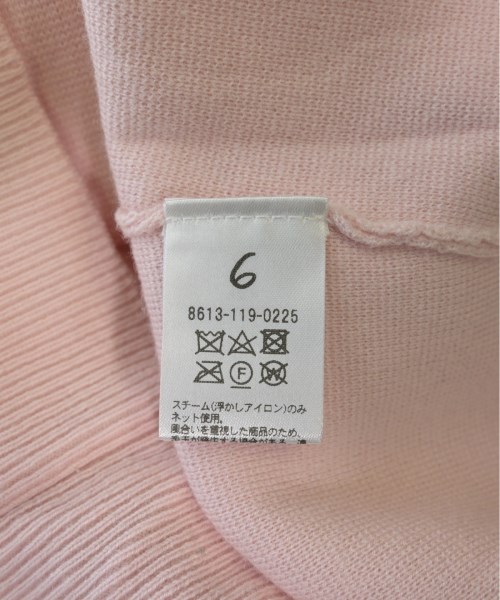 6
8613-119-0225
F W
スチーム(浮かしアイロン)のみ
ネット使用。
風合いを重視した商品のため、